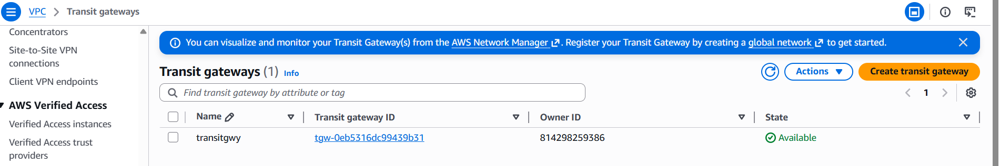 VPC > Transit gateways
Concentrators
Site-to-Site VPN
connections
Client VPN endpoints
AWS Verified Access
Verified Access instances
Verified Access trust
providers
You can visualize and monitor your Transit Gateway(s) from the AWS Network Manager. Register your Transit Gateway by creating a global network to get started.
Transit gateways (1) Info
Actions
Create transit gateway
Find transit gateway by attribute or tag
1
Name Transit gateway ID Owner ID State
transitgwy tgw-0eb5316dc99439b31 814298259386 Available